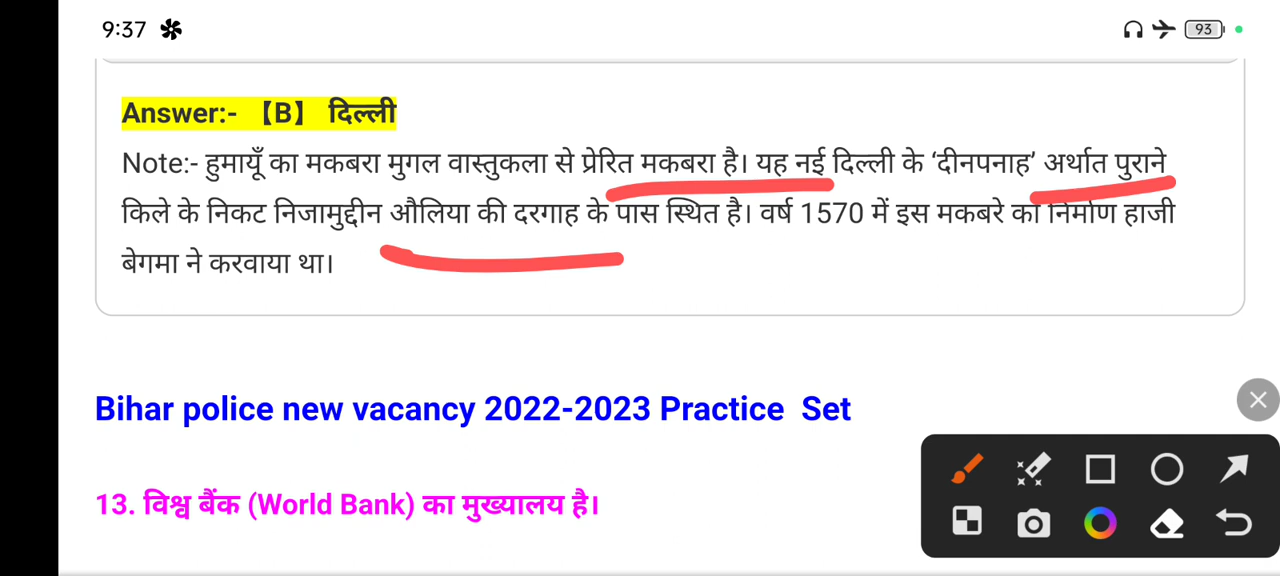 9:37
93
Answer:- 【B】 दिल्ली
Note:- हुमायूँ का मकबरा मुगल वास्तुकला से प्रेरित मकबरा है। यह नई दिल्ली के ‘दीनपनाह’ अर्थात पुराने
किले के निकट निजामुद्दीन औलिया की दरगाह के पास स्थित है। वर्ष 1570 में इस मकबरे का निर्माण हाजी
बेगमा ने करवाया था।
Bihar police new vacancy 2022-2023 Practice Set
13. विश्व बैंक (World Bank) का मुख्यालय है।